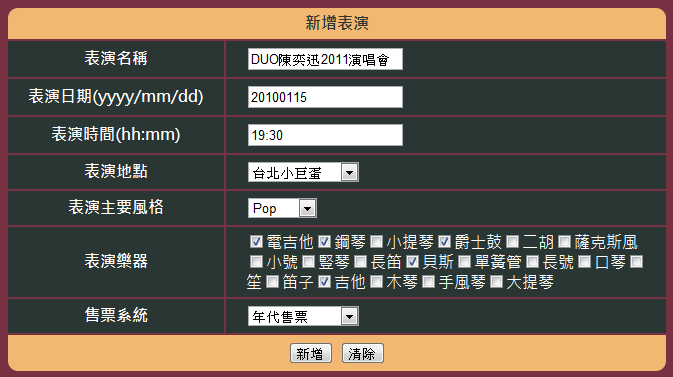 新增表演
表演名稱 DUO陳奕迅2011演唱會
表演日期(yyyy/mm/dd) 20100115
表演時間(hh:mm) 19:30
表演地點 台北小巨蛋
表演主要風格 Pop
表演樂器
電吉他 鋼琴 小提琴 爵士鼓 二胡 薩克斯風
小號 豎琴 長笛 貝斯 單簧管 長號 口琴
笙 笛子 吉他 木琴 手風琴 大提琴
售票系統 年代售票
新增 清除